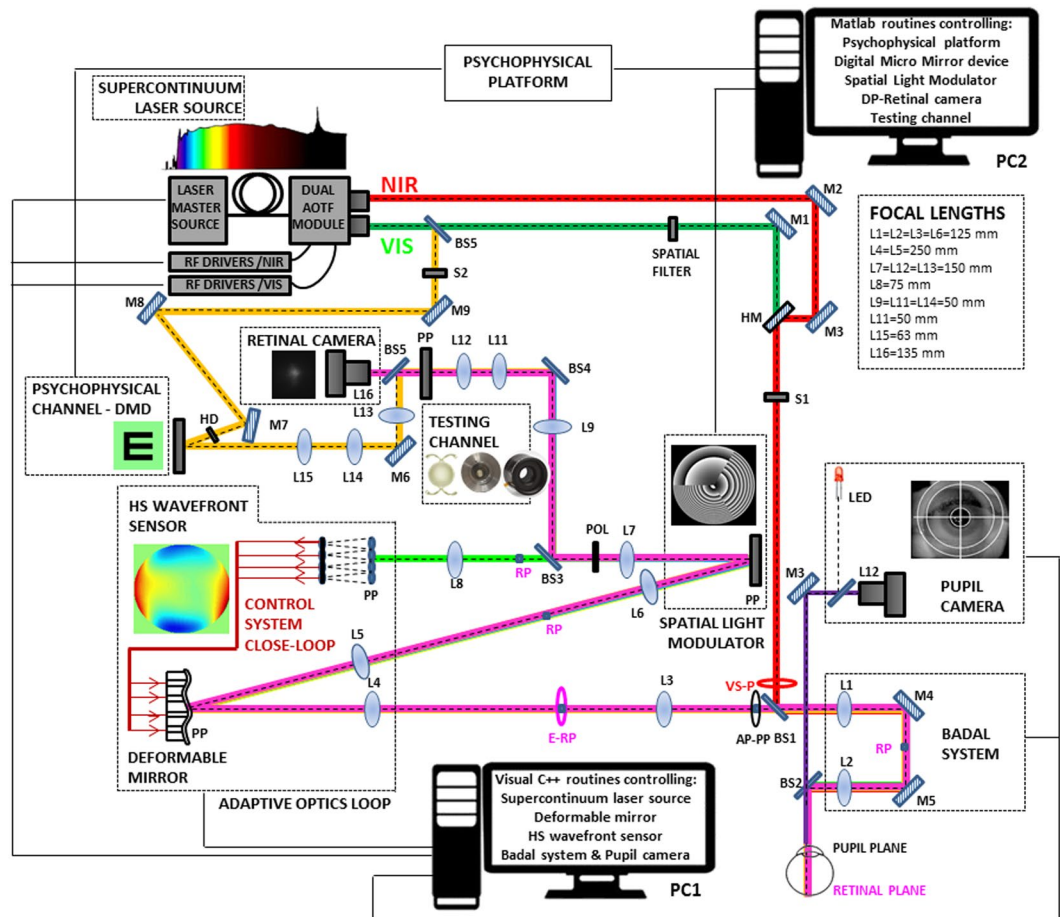 SUPERCONTINUUM
LASER SOURCE
PSYCHOPHYSICAL
PLATFORM
Matlab routines controlling:
Psychophysical platform
Digital Micro Mirror device
Spatial Light Modulator
DP-Retinal camera
Testing channel
PC2
LASER
MASTER
SOURCE
DUAL
AOTF
MODULE
NIR
VIS
RF DRIVERS /NIR
RF DRIVERS /VIS
BS5
S2
M9
M8
SPATIAL
FILTER
M1
M2
HM
M3
FOCAL LENGTHS
L1=L2=L3=L6=125 mm
L4=L5=250 mm
L7=L12=L13=150 mm
L8=75 mm
L9=L11=L14=50 mm
L11=50 mm
L15=63 mm
L16=135 mm
RETINAL CAMERA
L16
BS5
PP
L12
L11
BS4
L13
L9
S1
PSYCHOPHYSICAL
CHANNEL - DMD
E
HD
M7
L15
L14
M6
TESTING
CHANNEL
HS WAVEFRONT
SENSOR
PP
L8
RP
BS3
POL
L7
L6
PP
SPATIAL LIGHT
MODULATOR
LED
M3
L12
PUPIL
CAMERA
CONTROL
SYSTEM
CLOSE-LOOP
RP
L5
L4
PP
DEFORMABLE
MIRROR
E-RP
L3
VS-P
AP-PP
BS1
L1
M4
RP
BADAL
SYSTEM
BS2
L2
M5
ADAPTIVE OPTICS LOOP
Visual C++ routines controlling:
Supercontinuum laser source
Deformable mirror
HS wavefront sensor
Badal system & Pupil camera
PC1
PUPIL PLANE
RETINAL PLANE